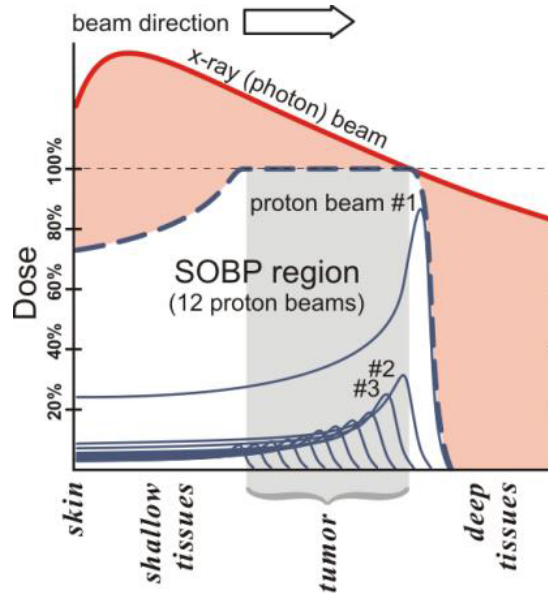 beam direction
x-ray (photon) beam
100%
80%
60%
40%
20%
Dose
proton beam #1
SOBP region
(12 proton beams)
#2
#3
skin
shallow
tissues
tumor
deep
tissues